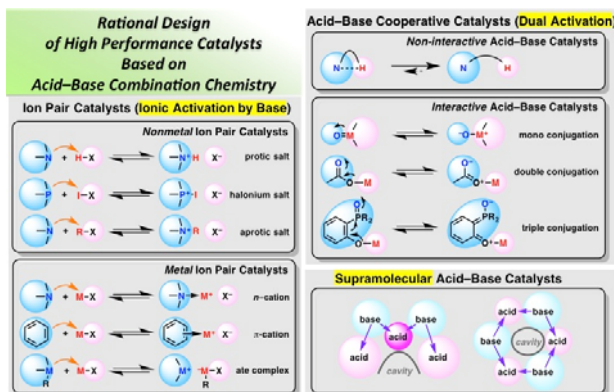 Rational Design
of High Performance Catalysts
Based on
Acid–Base Combination Chemistry
Ion Pair Catalysts (Ionic Activation by Base)
Nonmetal Ion Pair Catalysts
N + H–X N⁺H X⁻ protic salt
P + I–X P⁺I X⁻ halonium salt
N + R–X N⁺R X⁻ aprotic salt
Metal Ion Pair Catalysts
N + M–X N M⁺ X⁻ n–cation
+ M–X M⁺ X⁻ π–cation
M R + M–X M⁺ ⁻M–X R ate complex
Acid–Base Cooperative Catalysts (Dual Activation)
Non-interactive Acid–Base Catalysts
N H N H
Interactive Acid–Base Catalysts
O=M ⁻O–M⁺ mono conjugation
O O–M O⁻ O⁺–M double conjugation
O PR₂ O–M O⁻ PR₂ O⁺–M triple conjugation
Supramolecular Acid–Base Catalysts
base base
acid
acid acid
cavity
acid base acid
base cavity base
acid